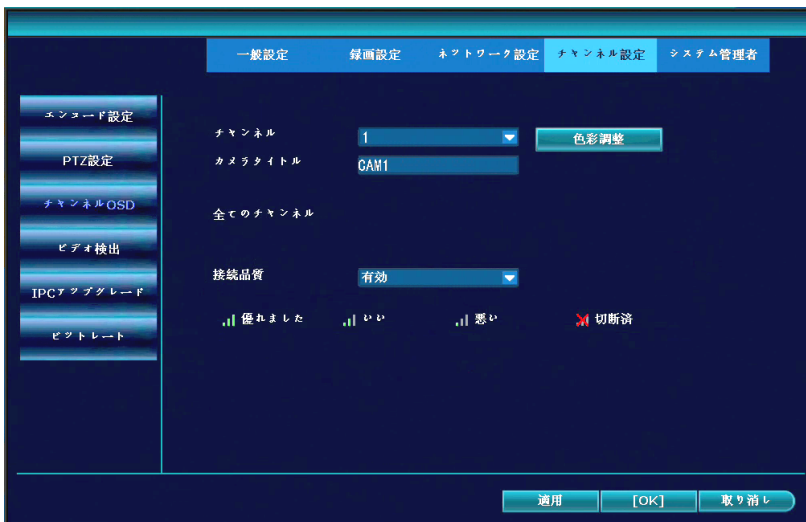 一般設定 録画設定 ネットワーク設定 チャンネル設定 システム管理者
エンコード設定
PTZ設定
チャンネルOSD
ビデオ検出
IPCアップグレード
ビットレート
チャンネル 1 色彩調整
カメラタイトル CAM1
全てのチャンネル
接続品質 有効
優れました いい 悪い 切断済
適用 [OK] 取り消し